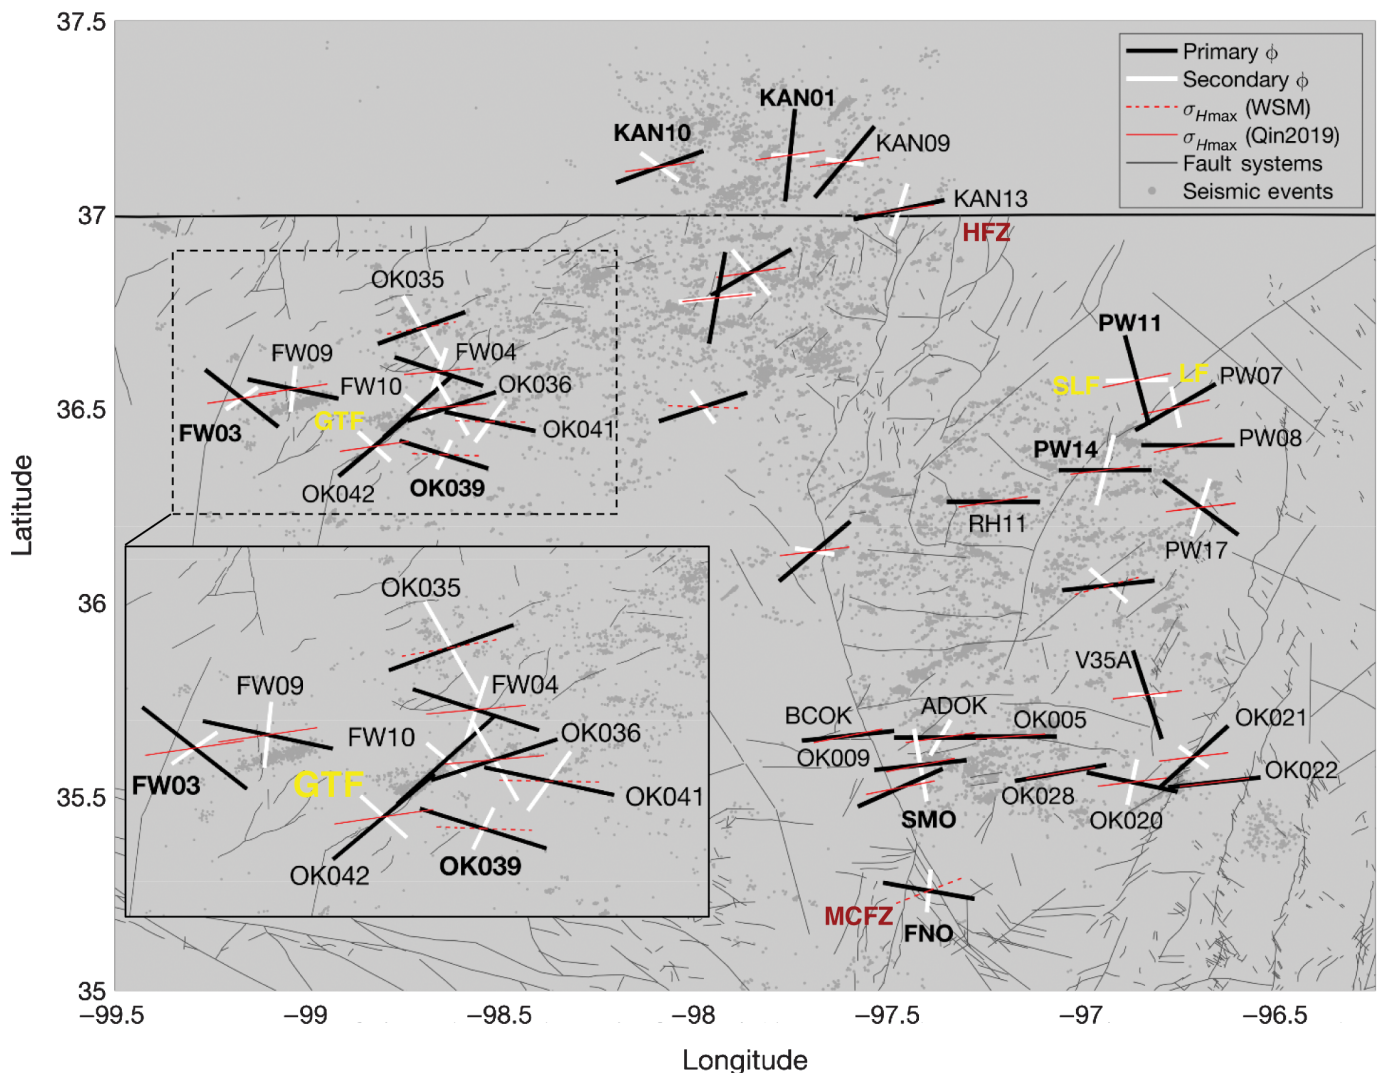 37.5
Primary ϕ
Secondary ϕ
σHmax (WSM)
σHmax (Qin2019)
Fault systems
Seismic events
KAN01
KAN10
KAN09
KAN13
37
HFZ
OK035
PW11
FW09
FW04
SLF
LF
PW07
FW10
OK036
36.5
GTF
FW03
OK041
PW08
PW14
OK042
OK039
RH11
PW17
Latitude
OK035
36
V35A
FW09
FW04
BCOK
ADOK
OK005
OK021
FW10
OK036
OK009
FW03
GTF
OK022
35.5
OK041
OK028
SMO
OK020
OK042
OK039
MCFZ
FNO
35
−99.5
−99
−98.5
−98
−97.5
−97
−96.5
Longitude